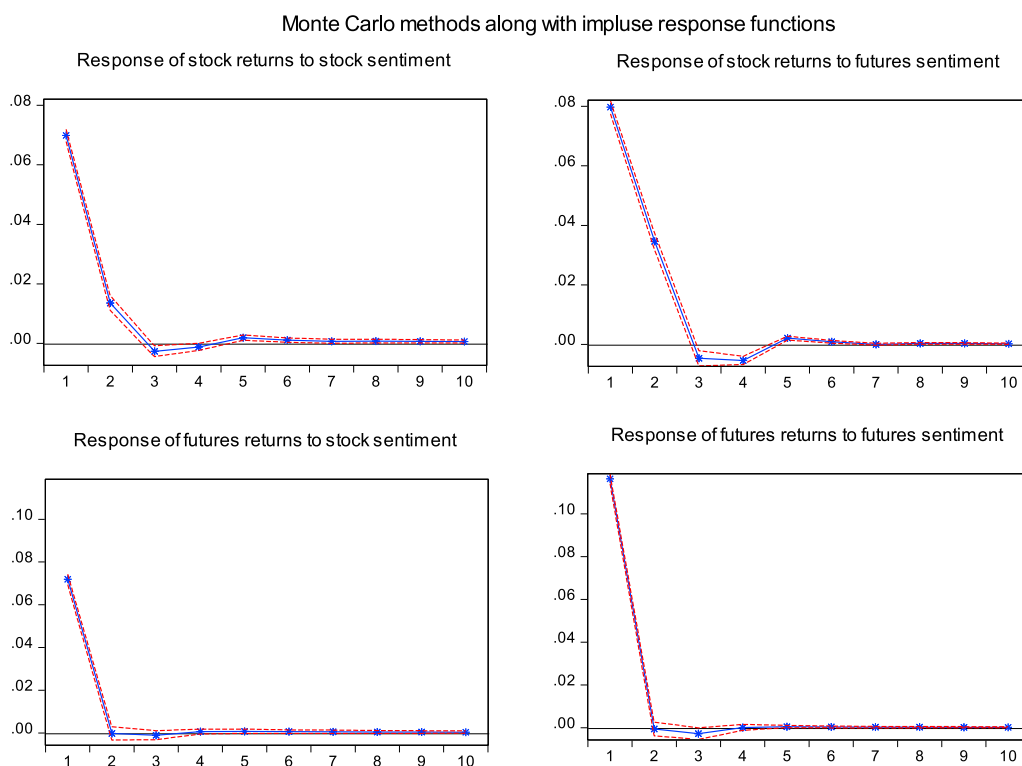 Monte Carlo methods along with impluse response functions
Response of stock returns to stock sentiment
.08
.06
.04
.02
.00
1 2 3 4 5 6 7 8 9 10
Response of stock returns to futures sentiment
.08
.06
.04
.02
.00
1 2 3 4 5 6 7 8 9 10
Response of futures returns to stock sentiment
.10
.08
.06
.04
.02
.00
1 2 3 4 5 6 7 8 9 10
Response of futures returns to futures sentiment
.10
.08
.06
.04
.02
.00
1 2 3 4 5 6 7 8 9 10